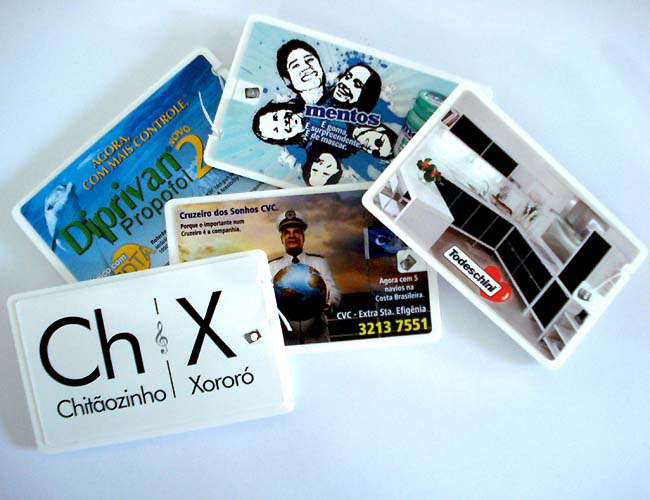 AGORA,
COM MAIS CONTROLE.
NOVO
Diprivan 2
Propofol
mentos
É goma.
É surpreendente
É de mascar.
Cruzeiro dos Sonhos CVC.
Porque o importante num
Cruzeiro é a companhia.
Agora com 5
navios na
Costa Brasileira.
CVC - Extra Sta. Efigênia
3213 7551
Todeschini
Ch X
Chitãozinho Xororó